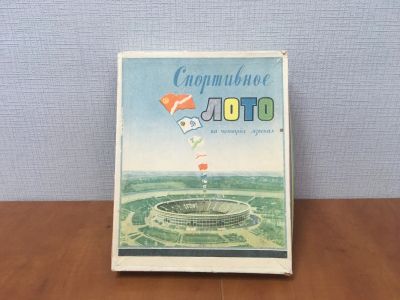 Спортивное
ЛОТО
на четырех языках